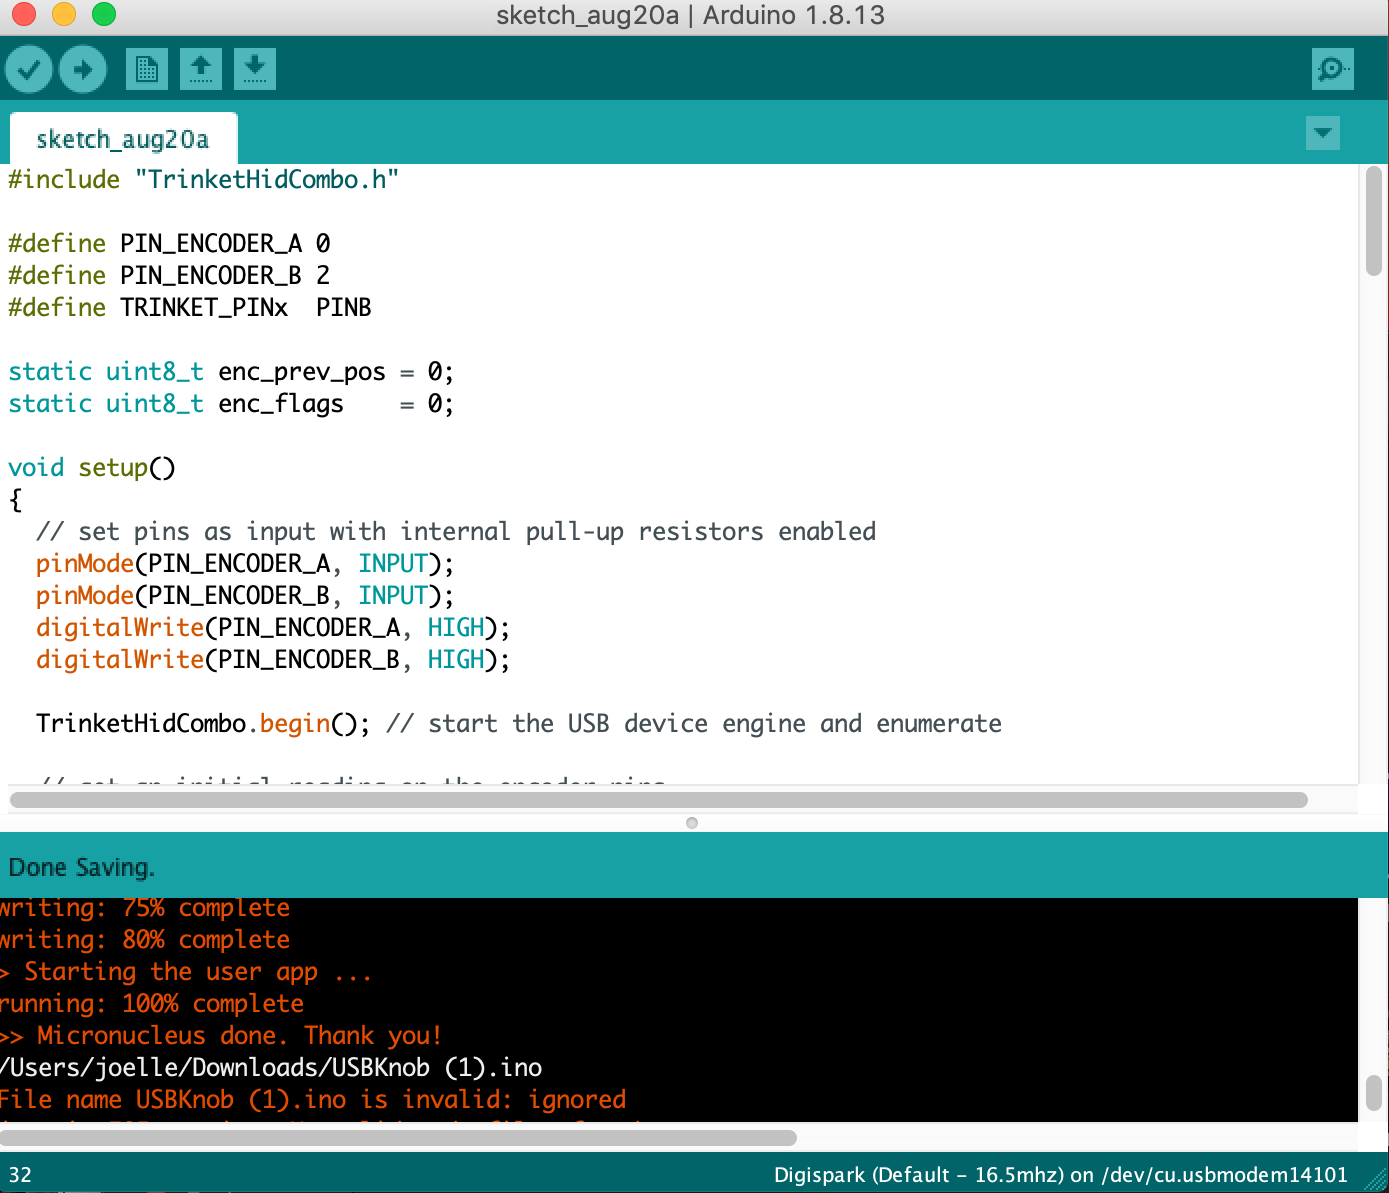 sketch_aug20a | Arduino 1.8.13
sketch_aug20a
#include "TrinketHidCombo.h"
#define PIN_ENCODER_A 0
#define PIN_ENCODER_B 2
#define TRINKET_PINx  PINB
static uint8_t enc_prev_pos = 0;
static uint8_t enc_flags    = 0;
void setup()
{
  // set pins as input with internal pull-up resistors enabled
  pinMode(PIN_ENCODER_A, INPUT);
  pinMode(PIN_ENCODER_B, INPUT);
  digitalWrite(PIN_ENCODER_A, HIGH);
  digitalWrite(PIN_ENCODER_B, HIGH);
  TrinketHidCombo.begin(); // start the USB device engine and enumerate
Done Saving.
writing: 75% complete
writing: 80% complete
> Starting the user app ...
running: 100% complete
>> Micronucleus done. Thank you!
/Users/joelle/Downloads/USBKnob (1).ino
File name USBKnob (1).ino is invalid: ignored
32
Digispark (Default - 16.5mhz) on /dev/cu.usbmodem14101